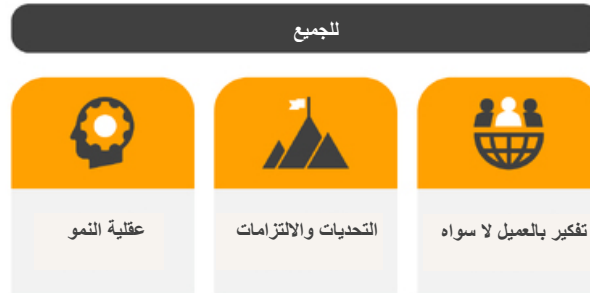 للجميع
تفكير بالعميل لا سواه
التحديات والالتزامات
عقلية النمو